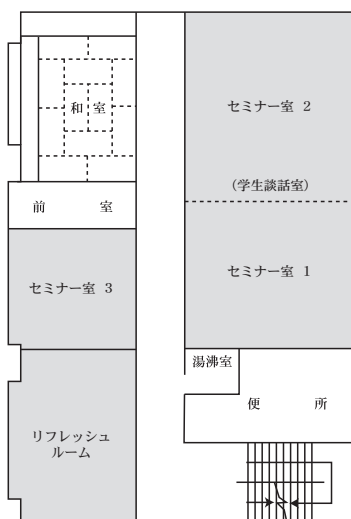 和 室
セミナー室 2
(学生談話室)
前 室
セミナー室 1
セミナー室 3
湯沸室
便 所
リフレッシュ
ルーム